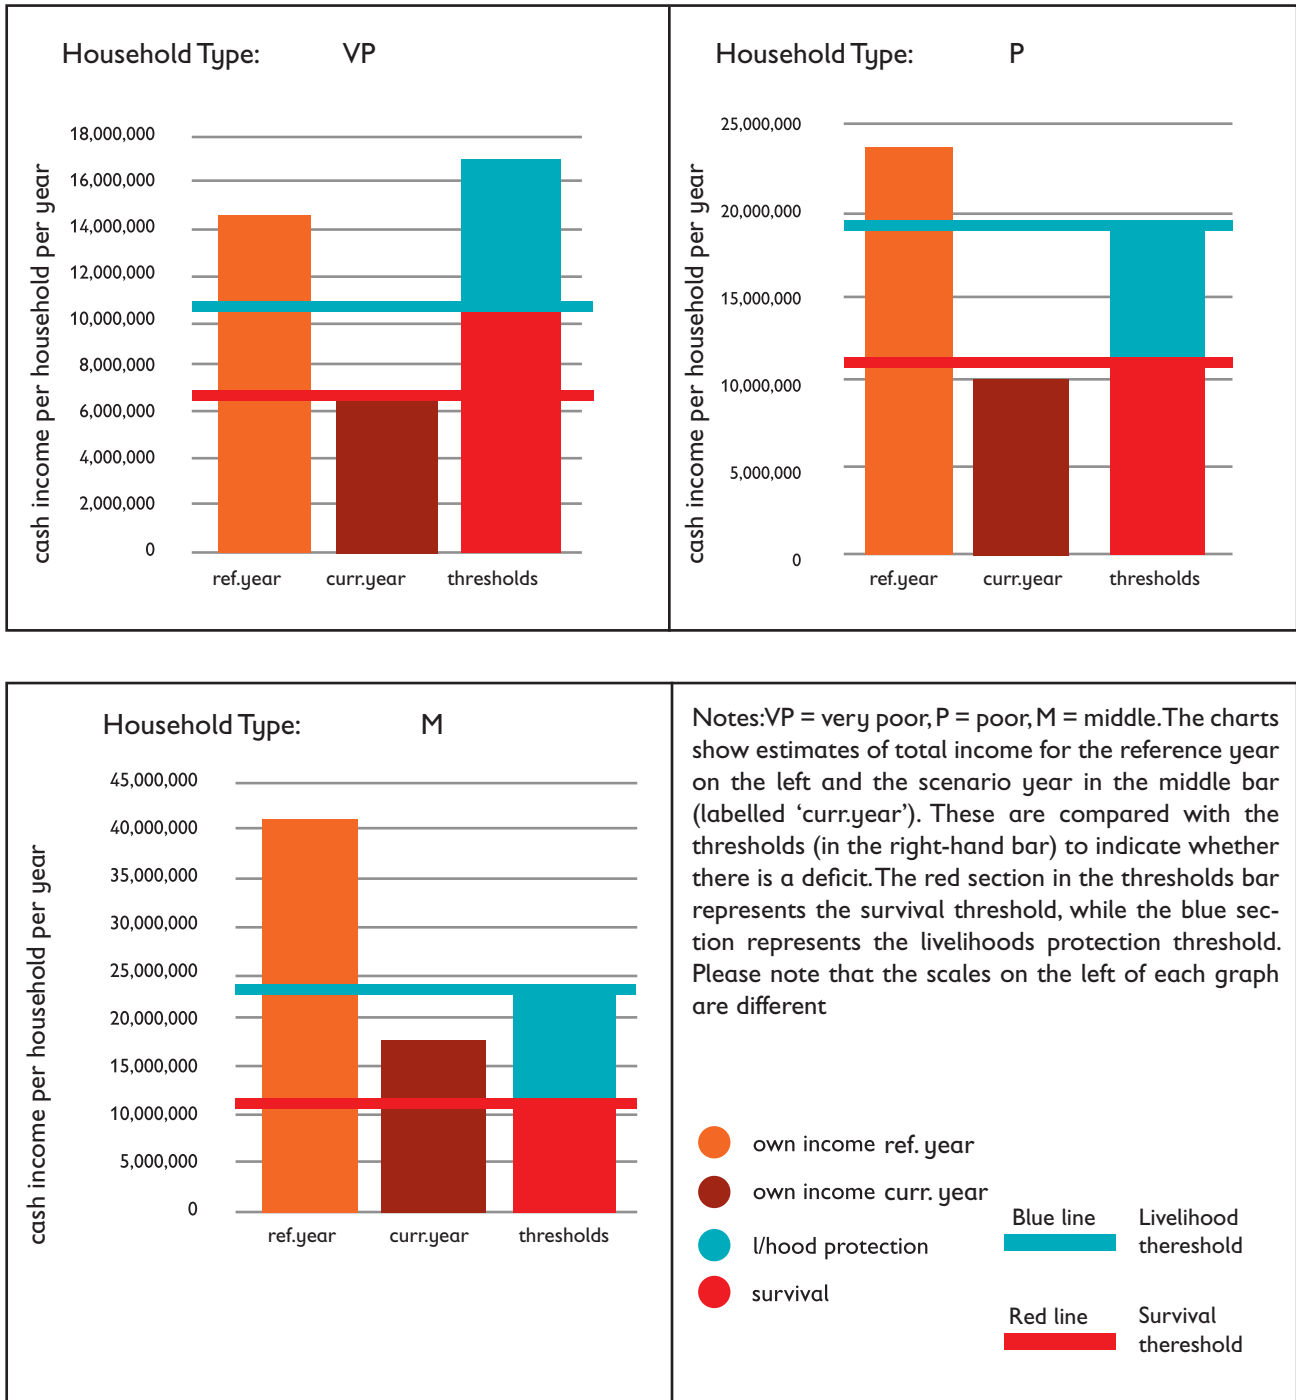 Household Type: VP
cash income per household per year
18,000,000
16,000,000
14,000,000
12,000,000
10,000,000
8,000,000
6,000,000
4,000,000
2,000,000
0
ref.year curr.year thresholds
Household Type: P
cash income per household per year
25,000,000
20,000,000
15,000,000
10,000,000
5,000,000
0
ref.year curr.year thresholds
Household Type: M
cash income per household per year
45,000,000
40,000,000
35,000,000
30,000,000
25,000,000
20,000,000
15,000,000
10,000,000
5,000,000
0
ref.year curr.year thresholds
Notes:VP = very poor, P = poor, M = middle. The charts
show estimates of total income for the reference year
on the left and the scenario year in the middle bar
(labelled ‘curr.year’). These are compared with the
thresholds (in the right-hand bar) to indicate whether
there is a deficit. The red section in the thresholds bar
represents the survival threshold, while the blue sec-
tion represents the livelihoods protection threshold.
Please note that the scales on the left of each graph
are different
own income ref. year
own income curr. year
l/hood protection
survival
Blue line Livelihood
thereshold
Red line Survival
thereshold